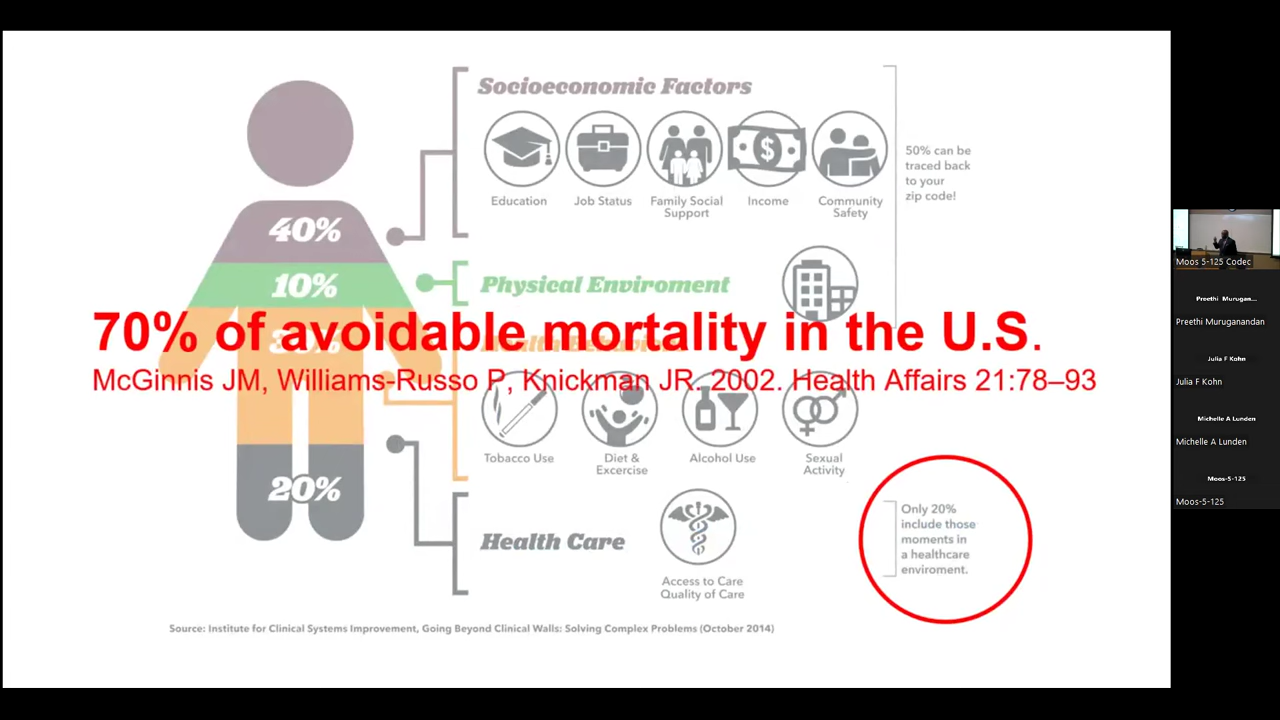 Socioeconomic Factors
Education
Job Status
Family Social
Support
Income
Community
Safety
50% can be
traced back
to your
zip code!
40%
10%
Physical Enviroment
70% of avoidable mortality in the U.S.
McGinnis JM, Williams-Russo P, Knickman JR. 2002. Health Affairs 21:78–93
Tobacco Use
Diet &
Excercise
Alcohol Use
Sexual
Activity
20%
Health Care
Access to Care
Quality of Care
Only 20%
include those
moments in
a healthcare
enviroment.
Source: Institute for Clinical Systems Improvement, Going Beyond Clinical Walls: Solving Complex Problems (October 2014)
Moos 5-125 Codec
Preethi Murugan...
Preethi Muruganandan
Julia F Kohn
Julia F Kohn
Michelle A Lunden
Michelle A Lunden
Moos-5-125
Moos-5-125